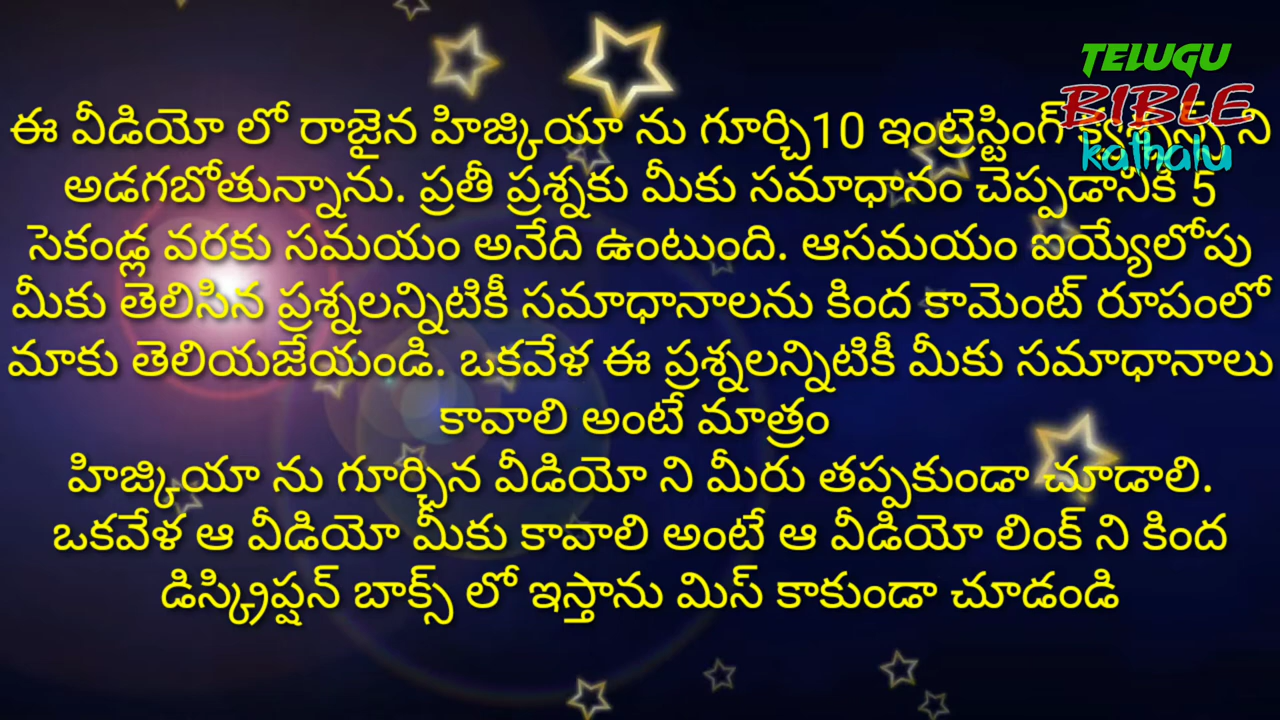 TELUGU
BIBLE
kathalu
ఈ వీడియో లో రాజైన హిజ్కియా ను గూర్చి10 ఇంట్రెస్టింగ్ ని
అడగబోతున్నాను. ప్రతీ ప్రశ్నకు మీకు సమాధానం చెప్పడానికి 5
సెకండ్ల వరకు సమయం అనేది ఉంటుంది. ఆసమయం ఐయ్యేలోపు
మీకు తెలిసిన ప్రశ్నలన్నిటికీ సమాధానాలను కింద కామెంట్ రూపంలో
మాకు తెలియజేయండి. ఒకవేళ ఈ ప్రశ్నలన్నిటికీ మీకు సమాధానాలు
కావాలి అంటే మాత్రం
హిజ్కియా ను గూర్చిన వీడియో ని మీరు తప్పకుండా చూడాలి.
ఒకవేళ ఆ వీడియో మీకు కావాలి అంటే ఆ వీడియో లింక్ ని కింద
డిస్క్రిప్షన్ బాక్స్ లో ఇస్తాను మిస్ కాకుండా చూడండి